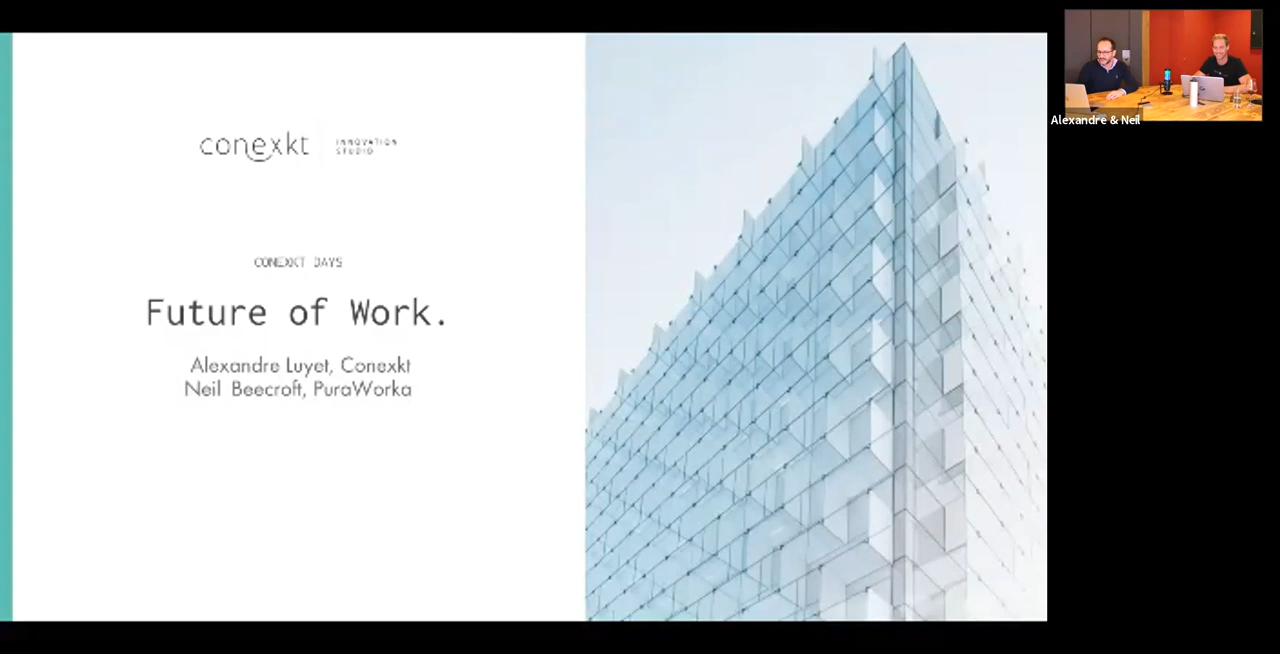 conexkt
INNOVATION
STUDIO
CONEXKT DAYS
Future of Work.
Alexandre Luyet, Conexkt
Neil Beecroft, PuraWorka
Alexandre & Neil